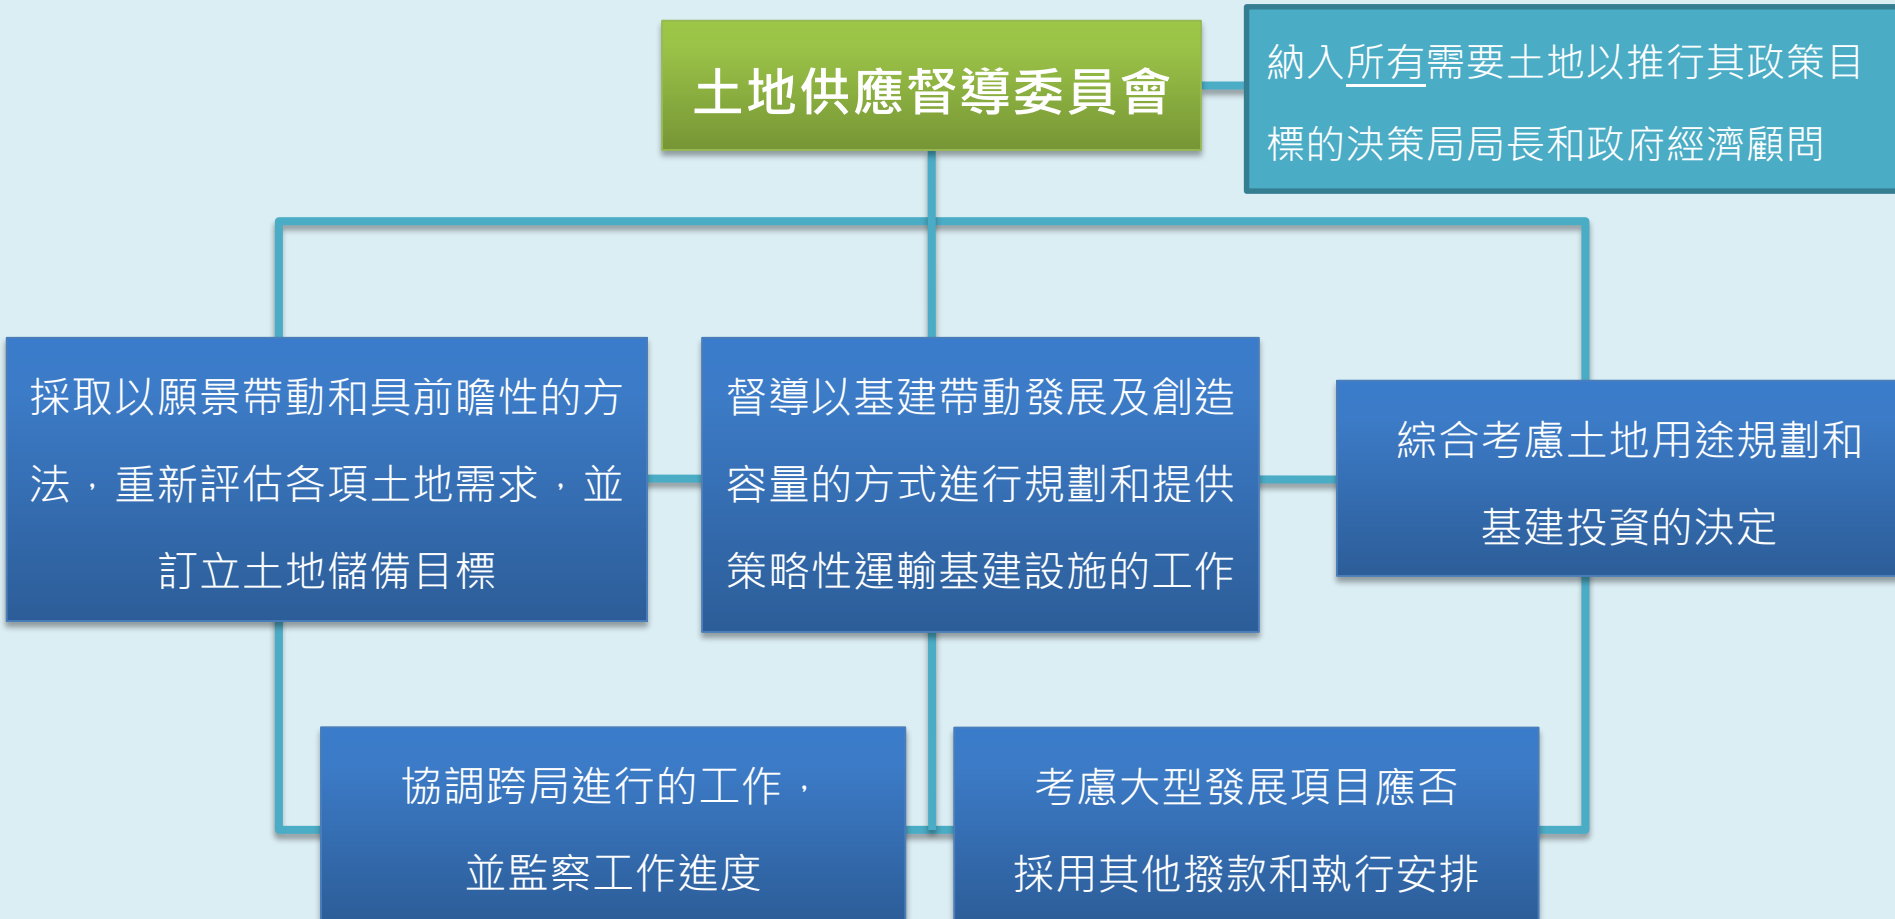 土地供應督導委員會
納入所有需要土地以推行其政策目
標的決策局局長和政府經濟顧問
採取以願景帶動和具前瞻性的方
法，重新評估各項土地需求，並
訂立土地儲備目標
督導以基建帶動發展及創造
容量的方式進行規劃和提供
策略性運輸基建設施的工作
綜合考慮土地用途規劃和
基建投資的決定
協調跨局進行的工作，
並監察工作進度
考慮大型發展項目應否
採用其他撥款和執行安排